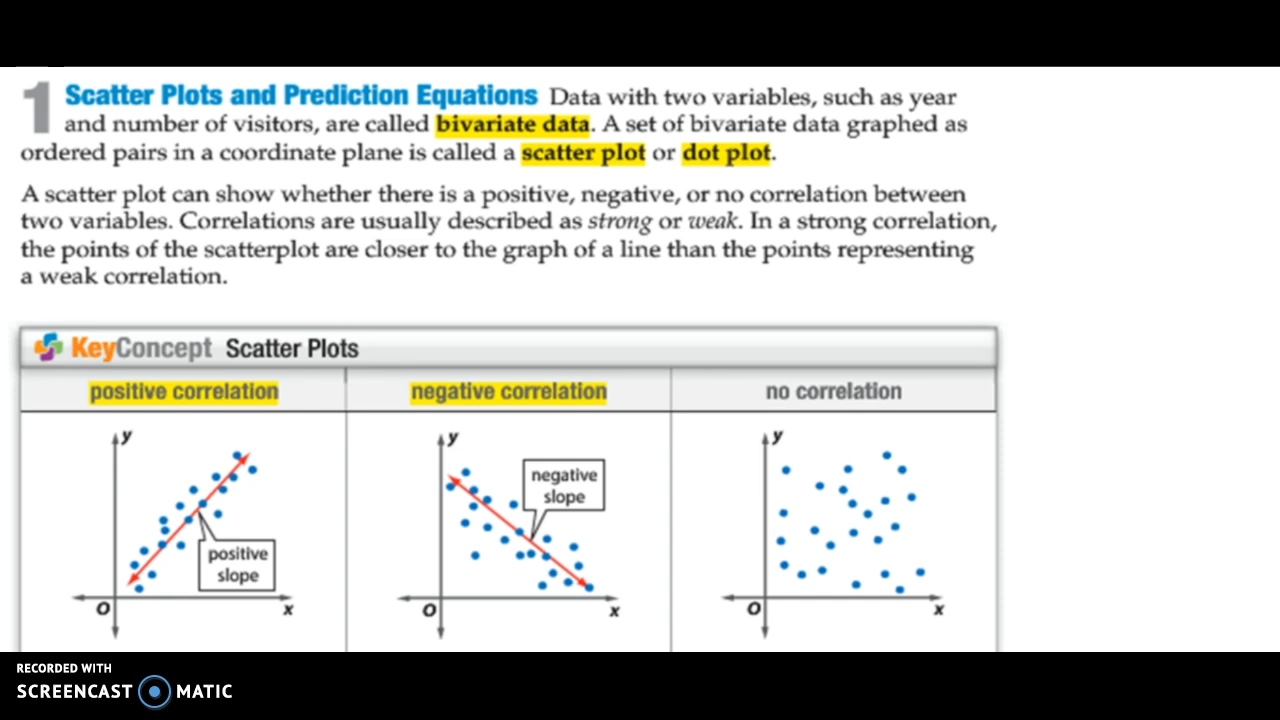 1 Scatter Plots and Prediction Equations Data with two variables, such as year
and number of visitors, are called bivariate data. A set of bivariate data graphed as
ordered pairs in a coordinate plane is called a scatter plot or dot plot.
A scatter plot can show whether there is a positive, negative, or no correlation between
two variables. Correlations are usually described as strong or weak. In a strong correlation,
the points of the scatterplot are closer to the graph of a line than the points representing
a weak correlation.
KeyConcept Scatter Plots
positive correlation
negative correlation
no correlation
y
positive
slope
O
x
y
negative
slope
O
x
y
O
x
RECORDED WITH
SCREENCAST MATIC